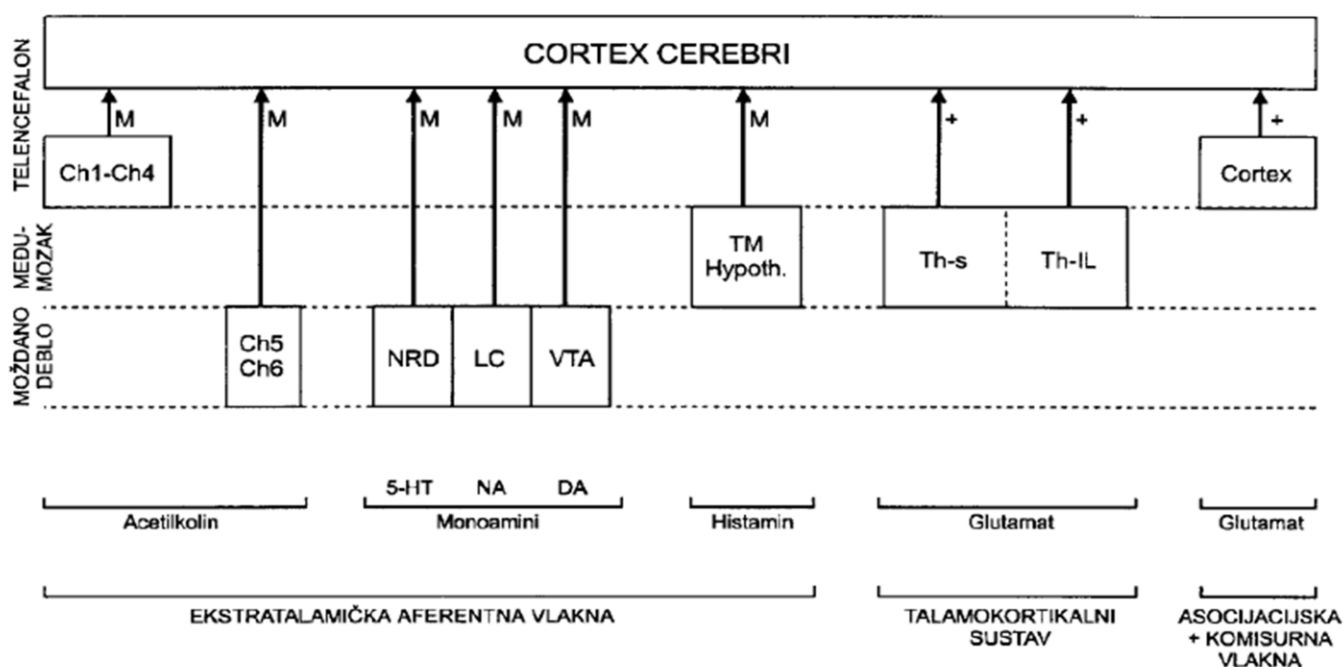 CORTEX CEREBRI
TELENCEFALON
M
M
M
M
M
M
+
+
+
Ch1-Ch4
Cortex
MEĐU-
MOZAK
TM
Hypoth.
Th-s
Th-IL
MOŽDANO
DEBLO
Ch5
Ch6
NRD
LC
VTA
5-HT
NA
DA
Acetilkolin
Monoamini
Histamin
Glutamat
Glutamat
EKSTRATALAMIČKA AFERENTNA VLAKNA
TALAMOKORTIKALNI
SUSTAV
ASOCIJACIJSKA
+ KOMISURNA
VLAKNA